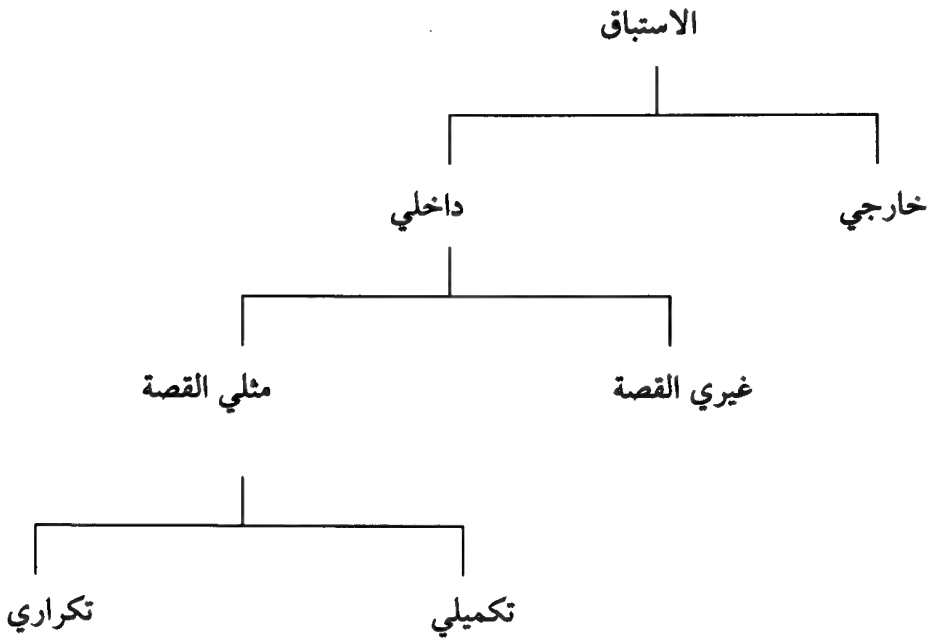 الاستباق
خارجي
داخلي
غيري القصة
مثلي القصة
تكميلي
تكراري